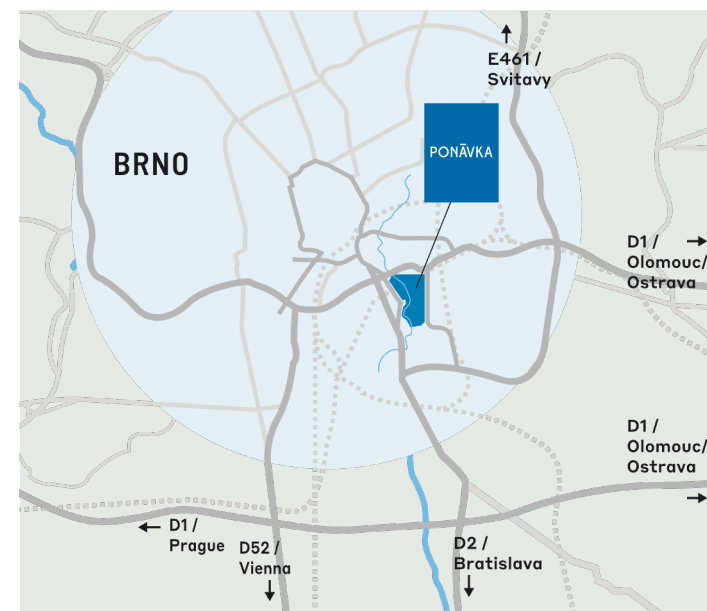 E461 /
Svitavy
PONĀVKA
BRNO
D1 /
Olomouc/
Ostrava
D1 /
Olomouc/
Ostrava
D1 /
Prague
D52 /
Vienna
D2 /
Bratislava